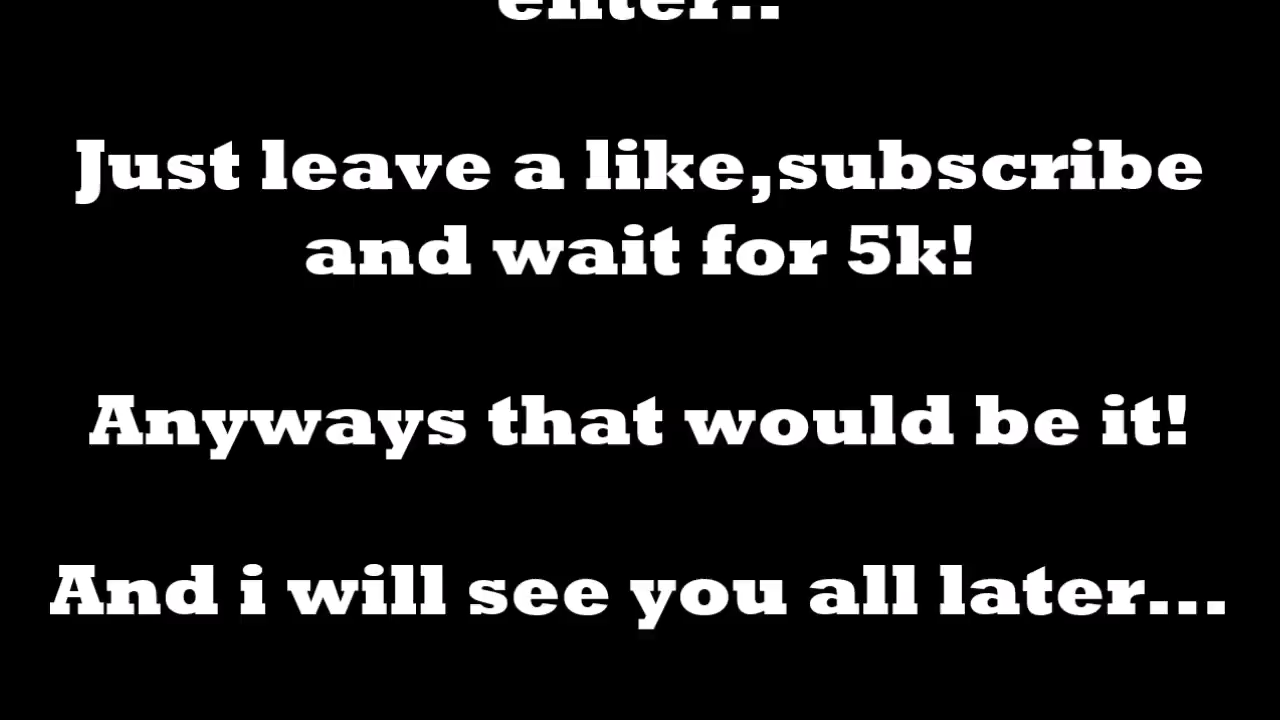 enter..
Just leave a like,subscribe
and wait for 5k!
Anyways that would be it!
And i will see you all later...